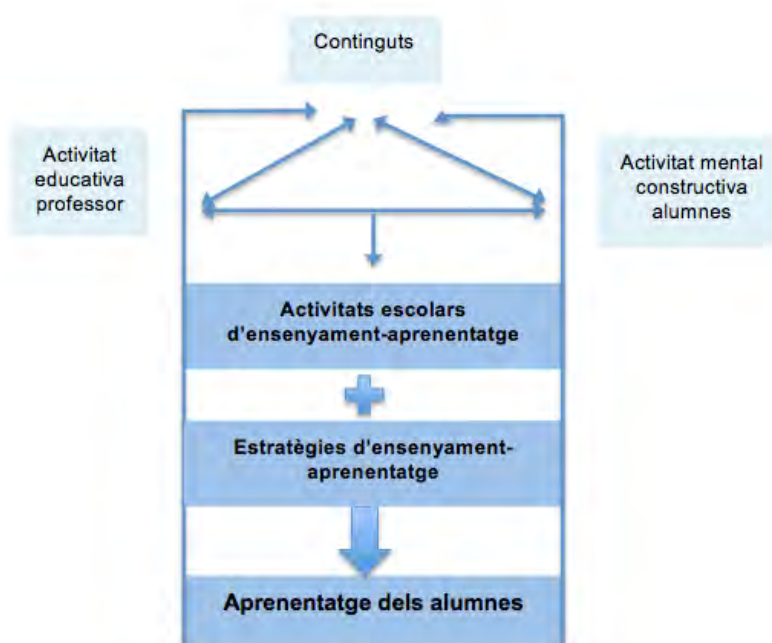 Continguts
Activitat
educativa
professor
Activitat mental
constructiva
alumnes
Activitats escolars
d'ensenyament-aprenentatge
Estratègies d'ensenyament-
aprenentatge
Aprenentatge dels alumnes